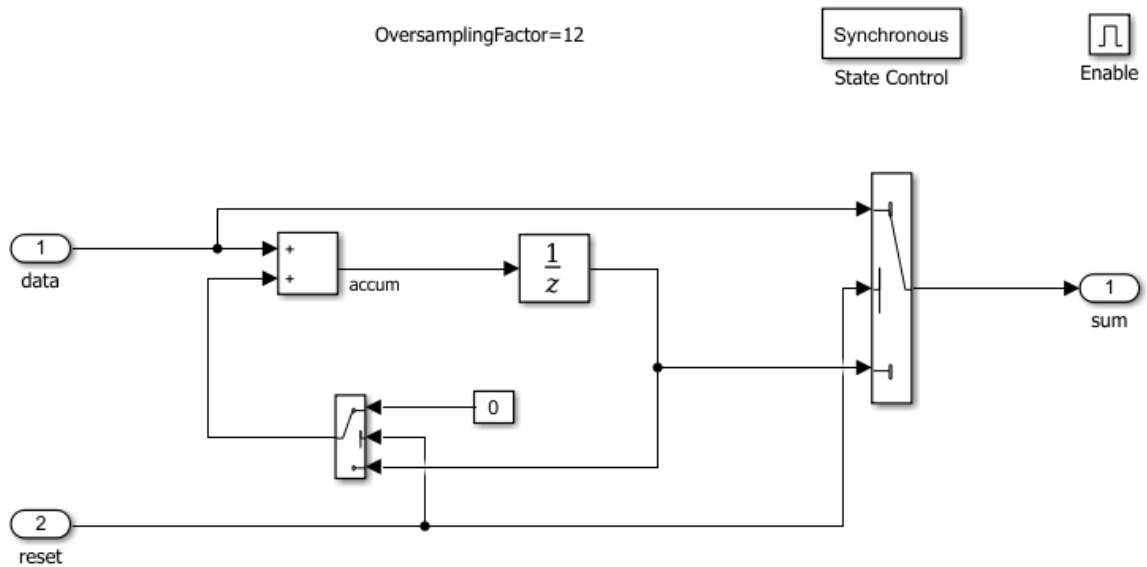 OversamplingFactor=12
Synchronous
State Control
Enable
1
data
+
+
accum
1
z
0
1
sum
2
reset